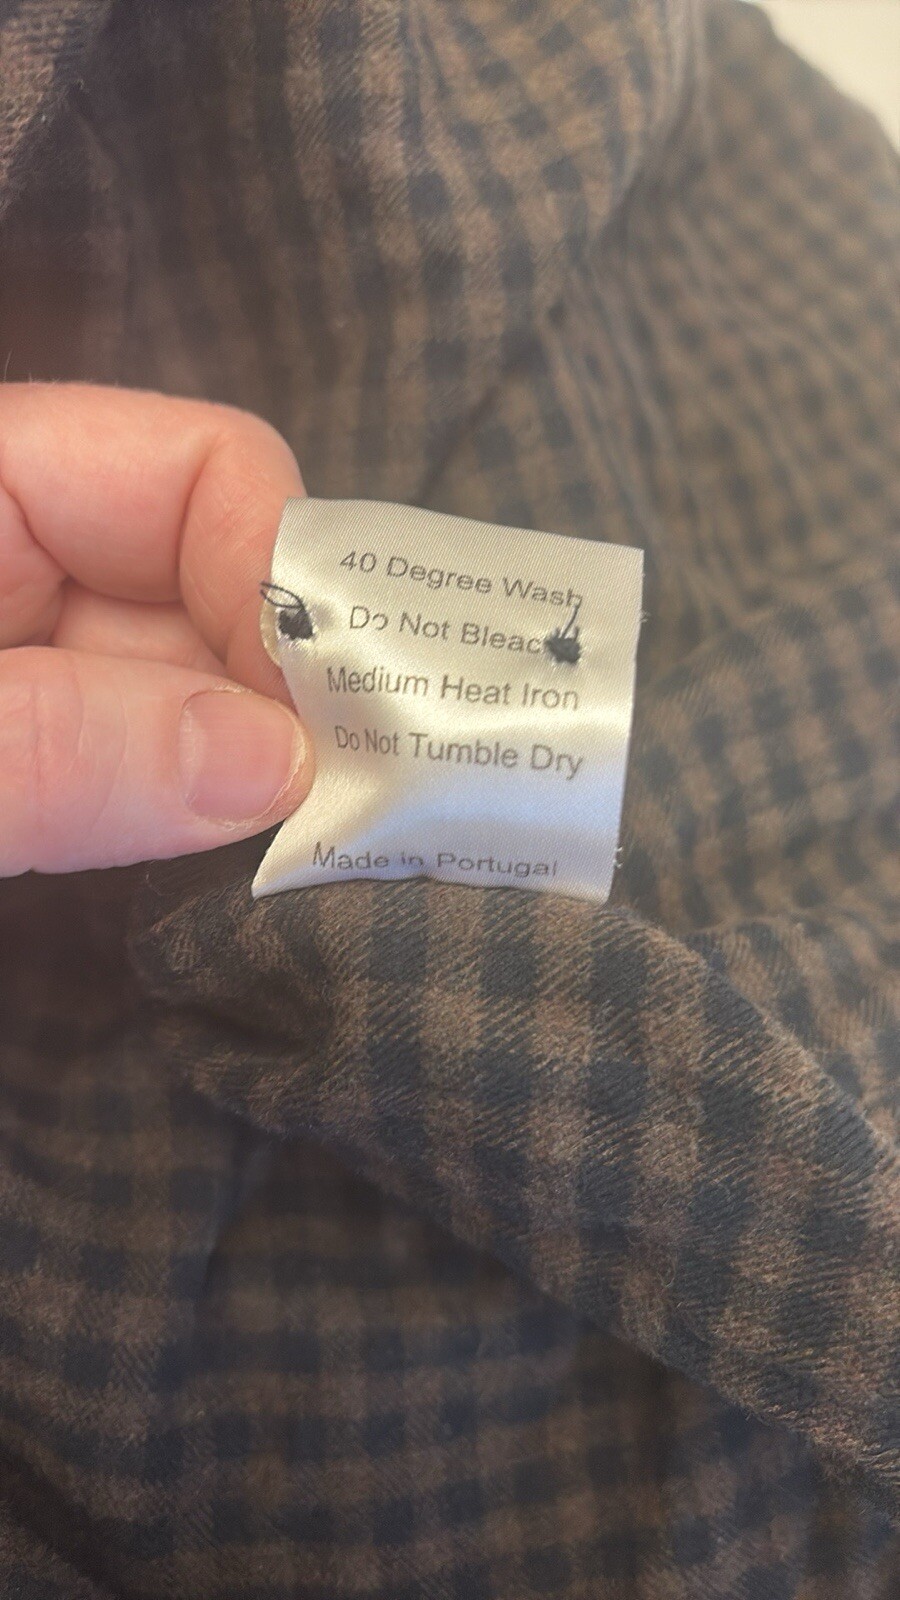 40 Degree Wash
Do Not Bleach
Medium Heat Iron
Do Not Tumble Dry
Made in Portugal